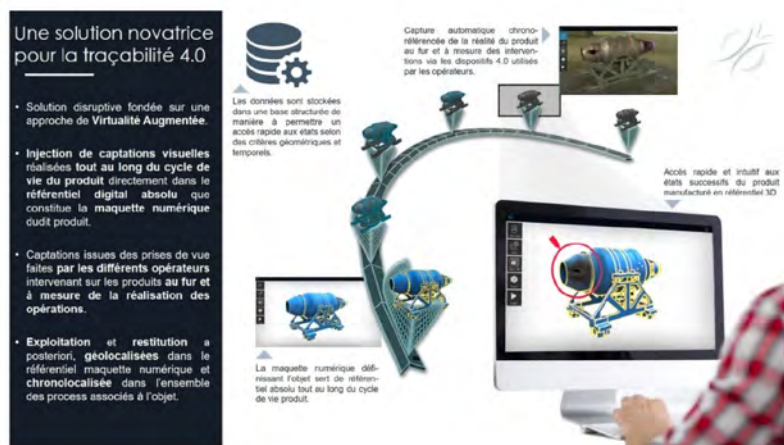 Une solution novatrice
pour la traçabilité 4.0
• Solution disruptive fondée sur une
approche de Virtualité Augmentée.
• Injection de captations visuelles
réalisées tout au long du cycle de
vie du produit directement dans le
référentiel digital absolu que
constitue la maquette numérique
dudit produit.
• Captations issues des prises de vue
faites par les différents opérateurs
intervenant sur les produits au fur et
à mesure de la réalisation des
opérations.
• Exploitation et restitution a
posteriori, géolocalisées dans le
référentiel maquette numérique et
chronolocalisée dans l'ensemble
des process associés à l'objet.
Les données sont stockées
dans une base structurée de
manière à permettre un
accès rapide aux états selon
des critères géométriques et
temporels.
Capture automatique chrono-
référencée de la réalité du produit
au fur et à mesure des interven-
tions via les dispositifs 4.0 utilisés
par les opérateurs.
Accès rapide et intuitif aux
états successifs du produit
manufacturé en référentiel 3D.
La maquette numérique défi-
nissant l'objet sert de référen-
tiel absolu tout au long du cycle
de vie produit.